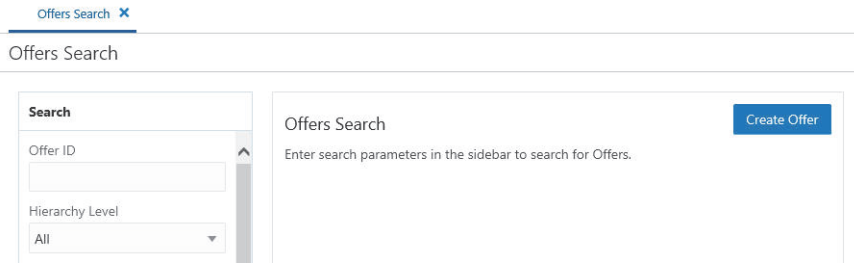 Offers Search
Offers Search
Search
Offer ID
Hierarchy Level
All
Offers Search
Create Offer
Enter search parameters in the sidebar to search for Offers.